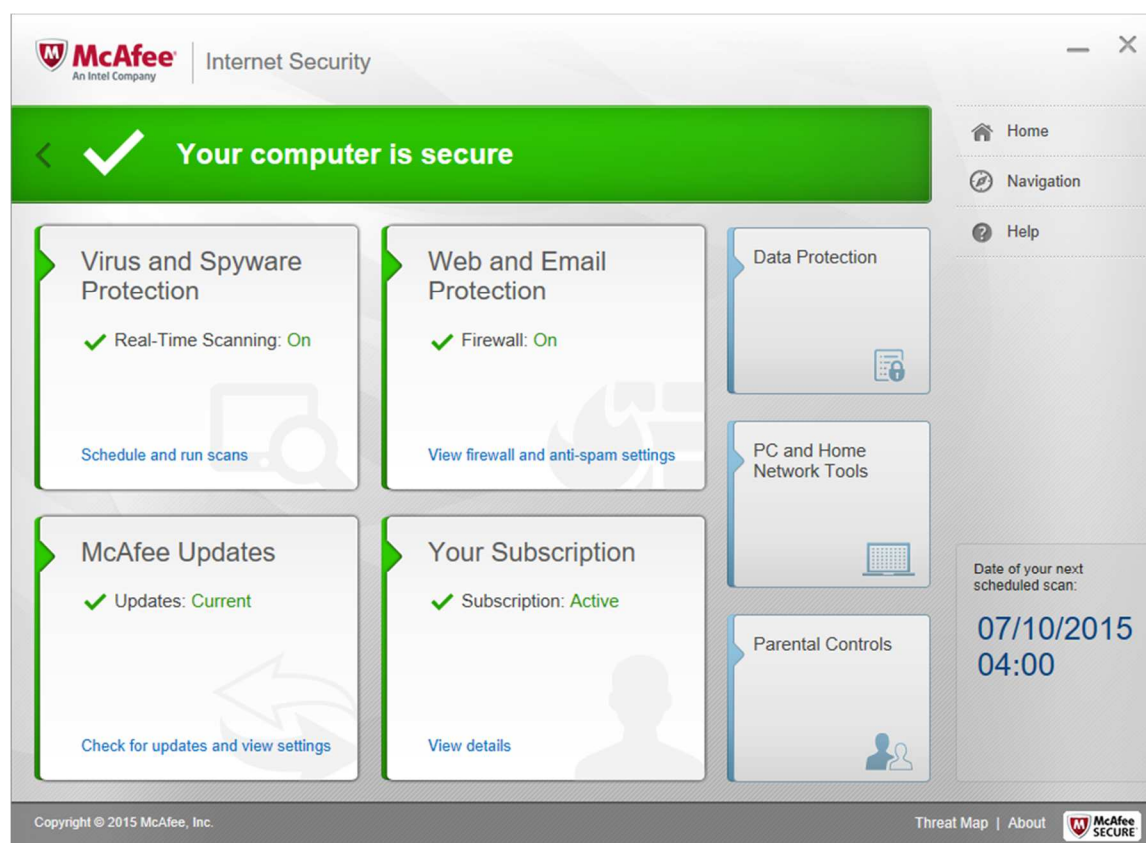 McAfee
An Intel Company
Internet Security
Your computer is secure
Home
Navigation
Help
Virus and Spyware
Protection
Real-Time Scanning: On
Schedule and run scans
Web and Email
Protection
Firewall: On
View firewall and anti-spam settings
Data Protection
PC and Home
Network Tools
McAfee Updates
Updates: Current
Check for updates and view settings
Your Subscription
Subscription: Active
View details
Parental Controls
Date of your next
scheduled scan:
07/10/2015
04:00
Copyright © 2015 McAfee, Inc.
Threat Map | About
McAfee
SECURE